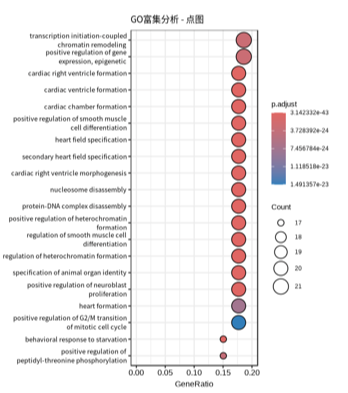 GO富集分析 - 点图
transcription initiation-coupled
chromatin remodeling
positive regulation of gene
expression, epigenetic
cardiac right ventricle formation
cardiac ventricle formation
cardiac chamber formation
positive regulation of smooth muscle
cell differentiation
heart field specification
secondary heart field specification
cardiac right ventricle morphogenesis
nucleosome disassembly
protein-DNA complex disassembly
positive regulation of heterochromatin
formation
regulation of smooth muscle cell
differentiation
regulation of heterochromatin formation
specification of animal organ identity
positive regulation of neuroblast
proliferation
heart formation
positive regulation of G2/M transition
of mitotic cell cycle
behavioral response to starvation
positive regulation of
peptidyl-threonine phosphorylation
0.00 0.05 0.10 0.15 0.20
GeneRatio
p.adjust
3.142332e-43
3.728392e-24
7.456784e-24
1.118518e-23
1.491357e-23
Count
17
18
19
20
21